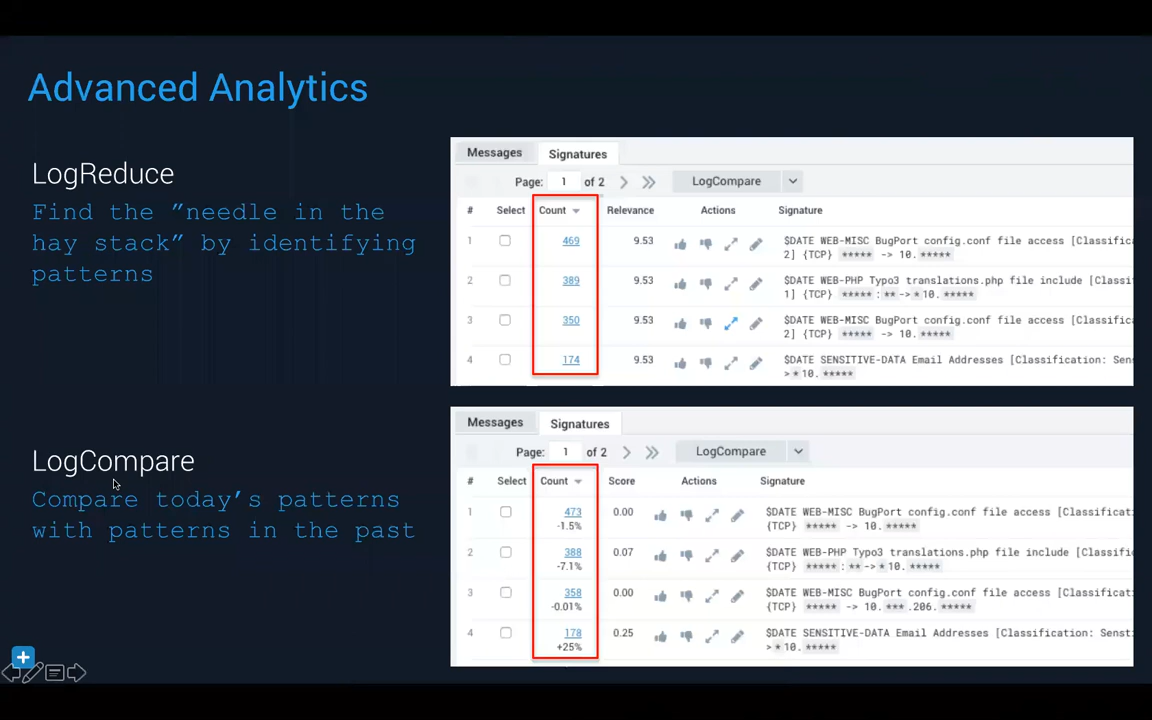 Advanced Analytics
LogReduce
Find the "needle in the
hay stack" by identifying
patterns
Messages Signatures
Page: 1 of 2 LogCompare
# Select Count Relevance Actions Signature
1 469 9.53 $DATE WEB-MISC BugPort config.conf file access [Classifica
2] {TCP} ***** -> 10. *****
2 389 9.53 $DATE WEB-PHP Typo3 translations.php file include [Classif
1] {TCP} ***** : ** -> * 10. *****
3 350 9.53 $DATE WEB-MISC BugPort config.conf file access [Classifica
2] {TCP} ***** -> 10. *****
4 174 9.53 $DATE SENSITIVE-DATA Email Addresses [Classification: Sens
> * 10. *****
LogCompare
Compare today's patterns
with patterns in the past
Messages Signatures
Page: 1 of 2 LogCompare
# Select Count Score Actions Signature
1 473 0.00 $DATE WEB-MISC BugPort config.conf file access [Classificat
-1.5% {TCP} ***** -> 10. *****
2 388 0.07 $DATE WEB-PHP Typo3 translations.php file include [Classifi
-7.1% {TCP} ***** : ** -> * 10. *****
3 358 0.00 $DATE WEB-MISC BugPort config.conf file access [Classificat
-0.01% {TCP} ***** -> 10. *** .206. *****
4 178 0.25 $DATE SENSITIVE-DATA Email Addresses [Classification: Sensti
+25% > * 10. *****